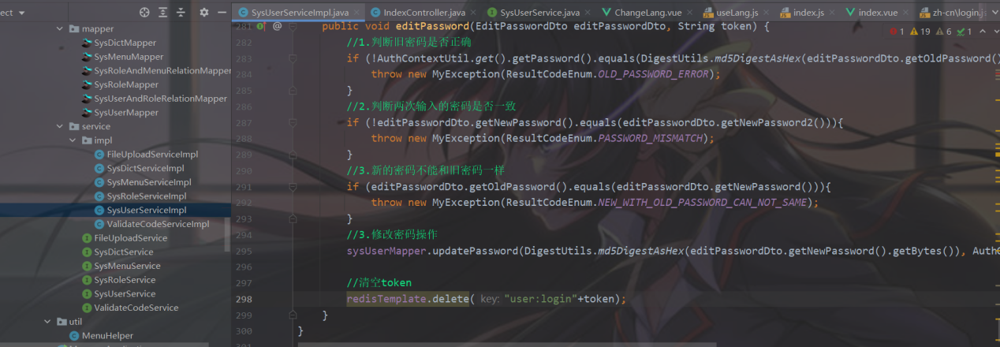 ect
SysUserServiceImpl.java
IndexController.java
SysUserService.java
ChangeLang.vue
useLang.js
index.js
index.vue
zh-cn\login.j
mapper
SysDictMapper
SysMenuMapper
SysRoleAndMenuRelationMapper
SysRoleMapper
SysUserAndRoleRelationMapper
SysUserMapper
service
impl
FileUploadServiceImpl
SysDictServiceImpl
SysMenuServiceImpl
SysRoleServiceImpl
SysUserServiceImpl
ValidateCodeServiceImpl
FileUploadService
SysDictService
SysMenuService
SysRoleService
SysUserService
ValidateCodeService
util
MenuHelper
1 19 6 1
281 @ public void editPassword(EditPasswordDto editPasswordDto, String token) {
282 //1.判断旧密码是否正确
283 if (!AuthContextUtil.get().getPassword().equals(DigestUtils.md5DigestAsHex(editPasswordDto.getOldPassword()
284 throw new MyException(ResultCodeEnum.OLD_PASSWORD_ERROR);
285 }
286 //2.判断两次输入的密码是否一致
287 if (!editPasswordDto.getNewPassword().equals(editPasswordDto.getNewPassword2())){
288 throw new MyException(ResultCodeEnum.PASSWORD_MISMATCH);
289 }
290 //3.新的密码不能和旧密码一样
291 if (editPasswordDto.getOldPassword().equals(editPasswordDto.getNewPassword())){
292 throw new MyException(ResultCodeEnum.NEW_WITH_OLD_PASSWORD_CAN_NOT_SAME);
293 }
294 //3.修改密码操作
295 sysUserMapper.updatePassword(DigestUtils.md5DigestAsHex(editPasswordDto.getNewPassword().getBytes()), Auth
296
297 //清空token
298 redisTemplate.delete( key: "user:login"+token);
299 }
300 }